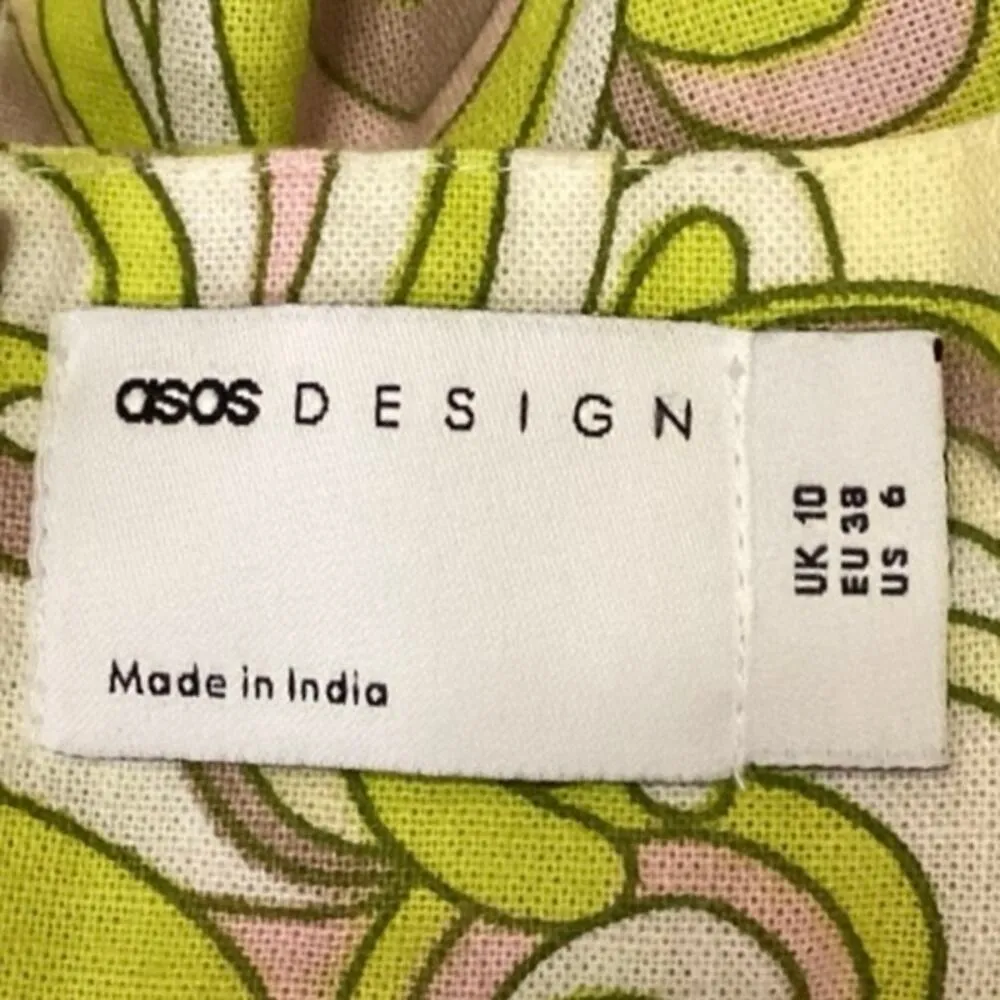 asos DESIGN
Made in India
UK 10
EU 38
US 6